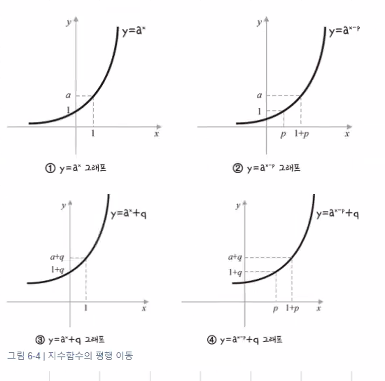 y
y=aˣ
a
1
1
x
① y=aˣ 그래프
y
y=aˣ⁻ᵖ
a
1
p
1+p
x
② y=aˣ⁻ᵖ 그래프
y
y=aˣ+q
a+q
1+q
1
x
③ y=aˣ+q 그래프
y
y=aˣ⁻ᵖ+q
a+q
1+q
p
1+p
x
④ y=aˣ⁻ᵖ+q 그래프
그림 6-4 | 지수함수의 평행 이동